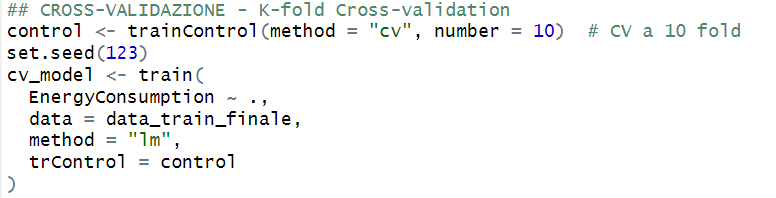 ## CROSS-VALIDAZIONE - K-fold Cross-validation
control <- trainControl(method = "cv", number = 10)  # CV a 10 fold
set.seed(123)
cv_model <- train(
  EnergyConsumption ~ .,
  data = data_train_finale,
  method = "lm",
  trControl = control
)